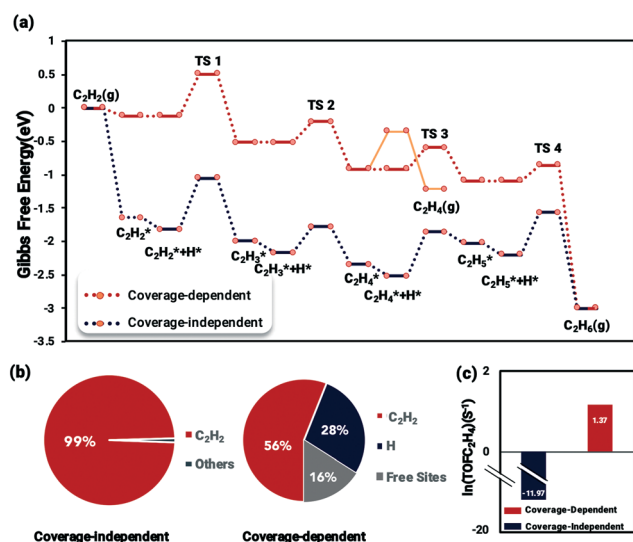 (a)
Gibbs Free Energy(eV)
1
0.5
0
-0.5
-1
-1.5
-2
-2.5
-3
-3.5
C₂H₂(g)
TS 1
TS 2
TS 3
TS 4
C₂H₄(g)
C₂H₂*
C₂H₂*+H*
C₂H₃*
C₂H₃*+H*
C₂H₄*
C₂H₄*+H*
C₂H₅*
C₂H₅*+H*
C₂H₆(g)
Coverage-dependent
Coverage-independent
(b)
99%
C₂H₂
Others
Coverage-independent
56%
28%
16%
C₂H₂
H
Free Sites
Coverage-dependent
(c)
ln(TOFC₂H₄)(S⁻¹)
2
0
-20
1.37
-11.97
Coverage-Dependent
Coverage-Independent